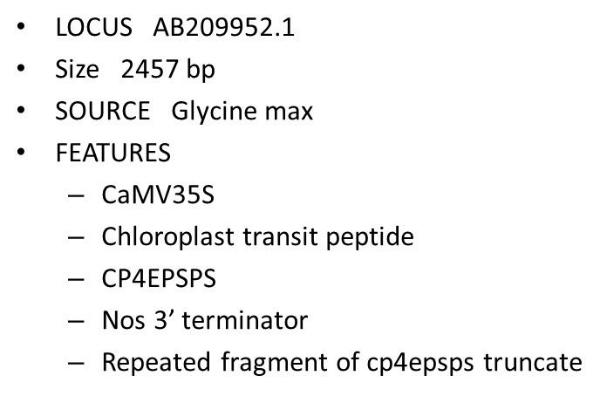 • LOCUS AB209952.1
• Size 2457 bp
• SOURCE Glycine max
• FEATURES
– CaMV35S
– Chloroplast transit peptide
– CP4EPSPS
– Nos 3’ terminator
– Repeated fragment of cp4epsps truncate